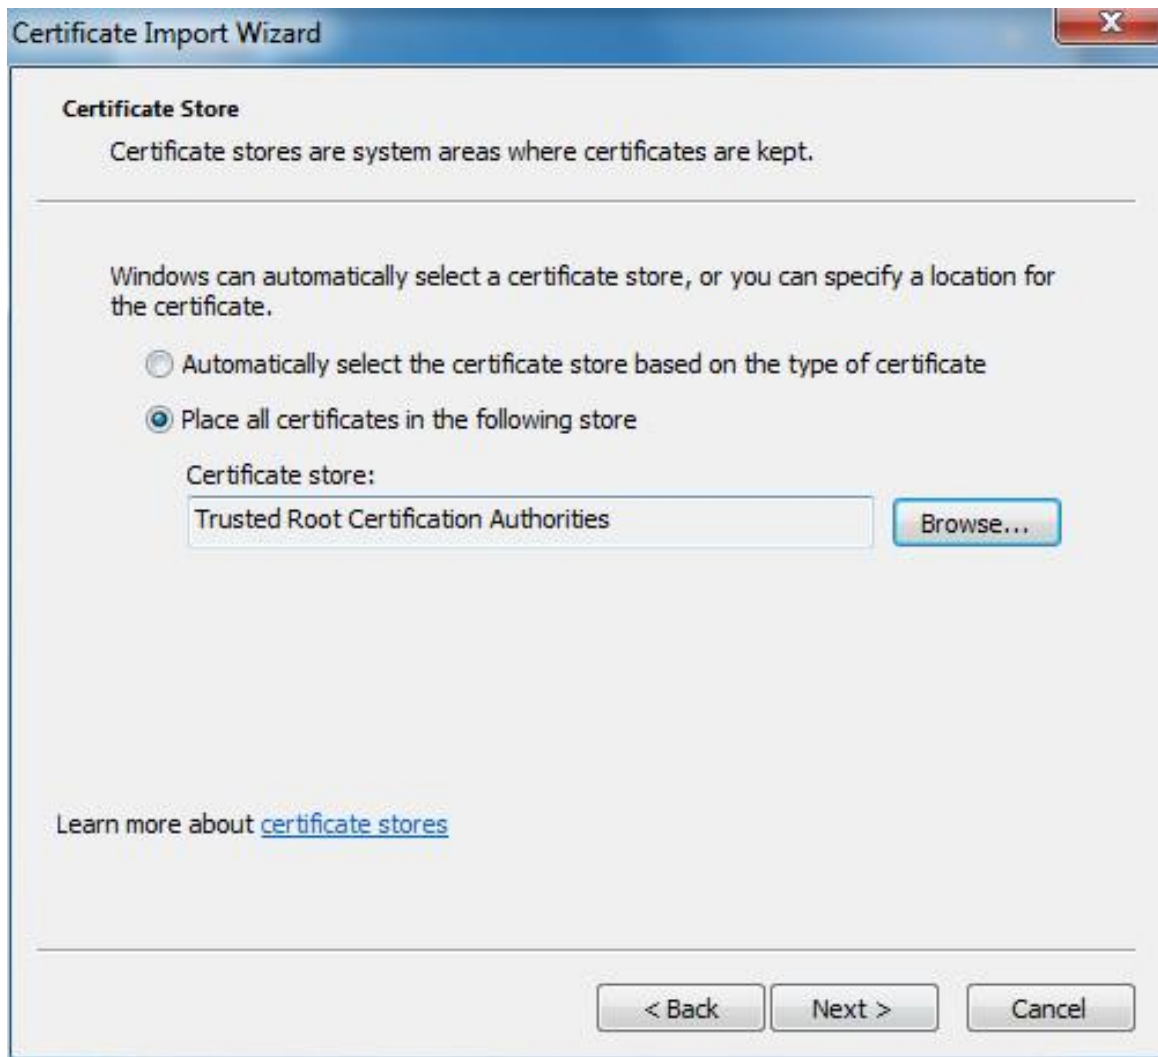 Certificate Import Wizard
Certificate Store
Certificate stores are system areas where certificates are kept.
Windows can automatically select a certificate store, or you can specify a location for
the certificate.
Automatically select the certificate store based on the type of certificate
Place all certificates in the following store
Certificate store:
Trusted Root Certification Authorities
Browse...
Learn more about certificate stores
< Back Next > Cancel